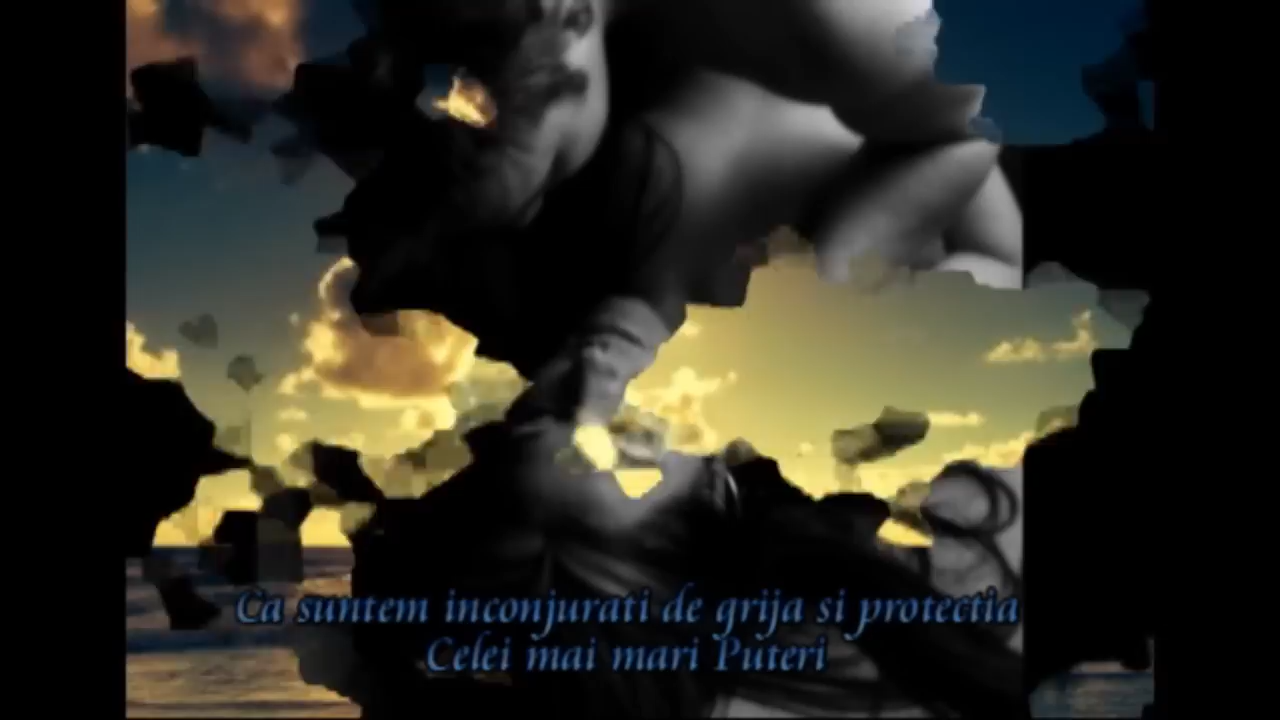 Ca suntem inconjurati de grija si protectia
Celei mai mari Puteri